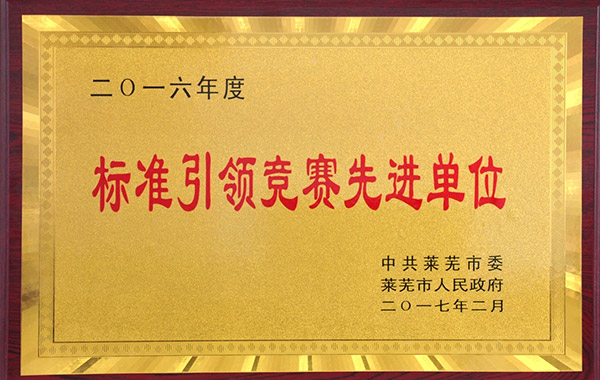 二〇一六年度
标准引领竞赛先进单位
中共莱芜市委
莱芜市人民政府
二〇一七年二月